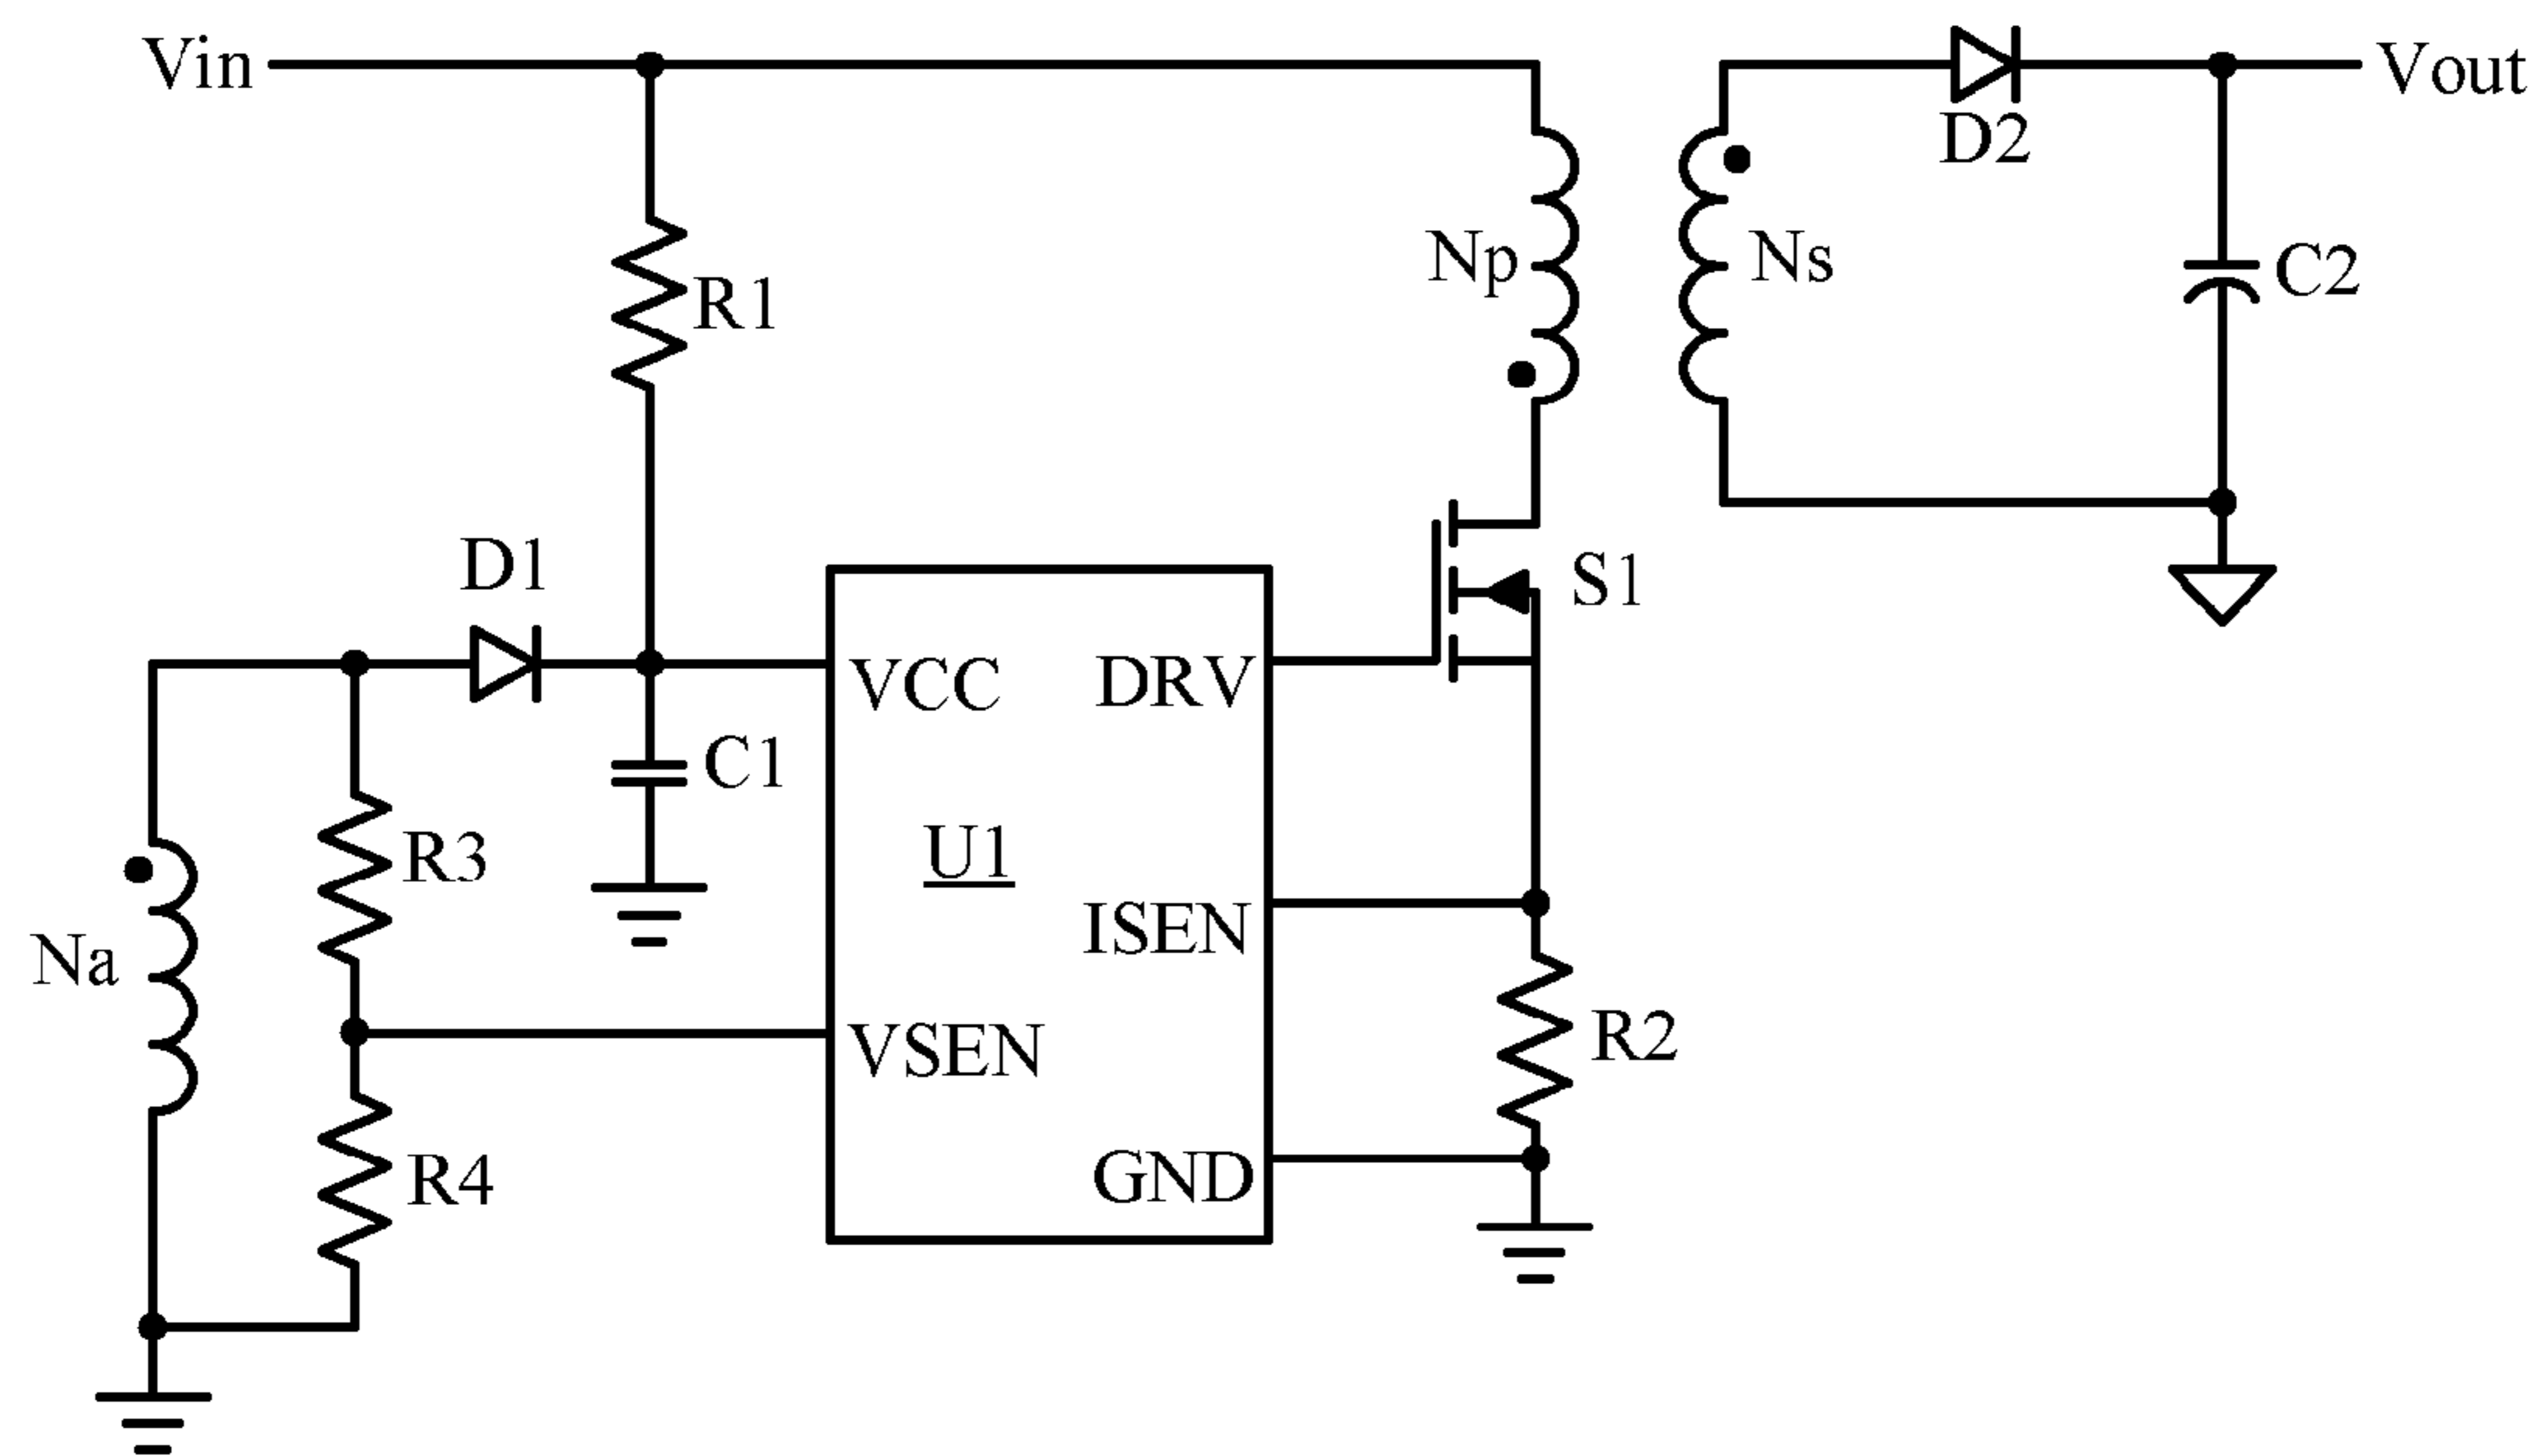 Vin
Vout
D2
Np
Ns
C2
R1
D1
S1
VCC
DRV
C1
U1
R3
ISEN
Na
VSEN
R2
R4
GND